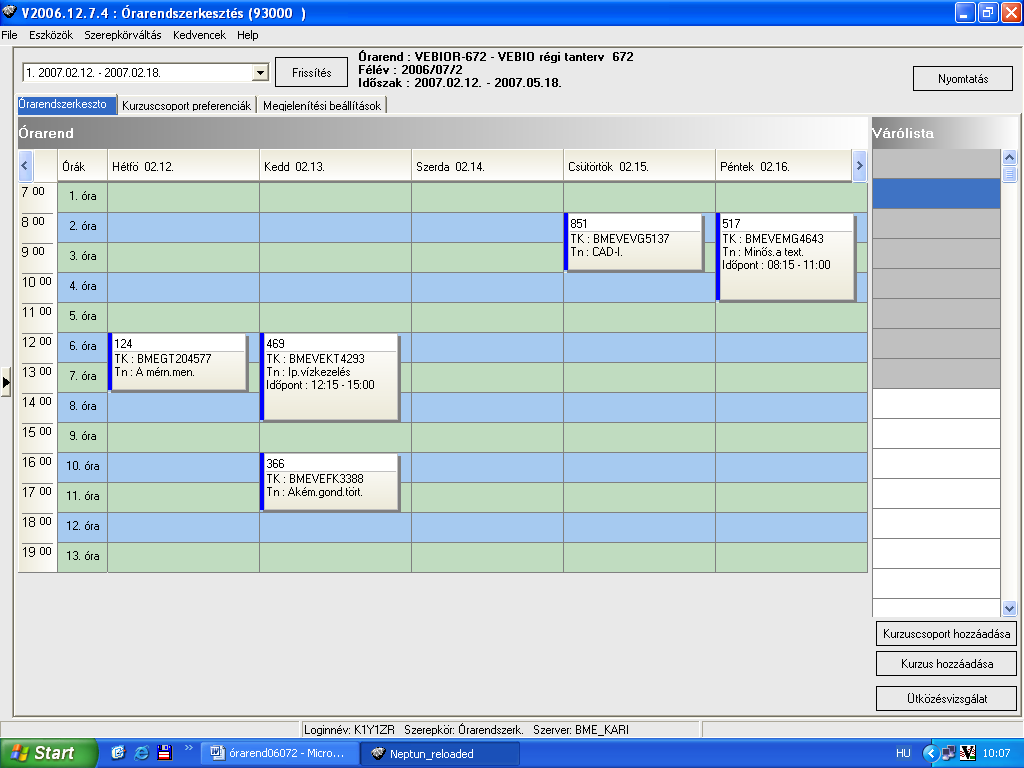 V2006.12.7.4 : Órarendszerkesztés (93000 )
File Eszközök Szerepkörváltás Kedvencek Help
1. 2007.02.12. - 2007.02.18.
Frissítés
Órarend : VEBIOR-672 - VEBIO régi tanterv 672
Félév : 2006/07/2
Időszak : 2007.02.12. - 2007.05.18.
Nyomtatás
Órarendszerkeszto Kurzuscsoport preferenciák Megjelenítési beállítások
Órarend
Várólista
Órák Hétfö 02.12. Kedd 02.13. Szerda 02.14. Csütörtök 02.15. Péntek 02.16.
7 00 1. óra
8 00 2. óra
9 00 3. óra
10 00 4. óra
11 00 5. óra
12 00 6. óra
13 00 7. óra
14 00 8. óra
15 00 9. óra
16 00 10. óra
17 00 11. óra
18 00 12. óra
19 00 13. óra
851
TK : BMEVEVG5137
Tn : CAD-I.
517
TK : BMEVEMG4643
Tn : Minős.a text.
Időpont : 08:15 - 11:00
124
TK : BMEGT204577
Tn : A mérn.men.
469
TK : BMEVEKT4293
Tn : Ip.vízkezelés
Időpont : 12:15 - 15:00
366
TK : BMEVEFK3388
Tn : Akém.gond.tört.
Kurzuscsoport hozzáadása
Kurzus hozzáadása
Ütközésvizsgálat
Loginnév: K1Y1ZR Szerepkör: Órarendszerk. Szerver: BME_KARI
Start
órarend06072 - Micro...
Neptun_reloaded
HU
10:07